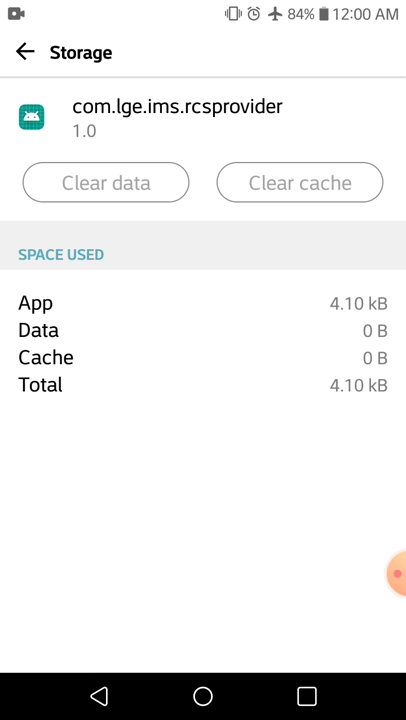 84% 12:00 AM
Storage
com.lge.ims.rcsprovider
1.0
Clear data Clear cache
SPACE USED
App 4.10 kB
Data 0 B
Cache 0 B
Total 4.10 kB